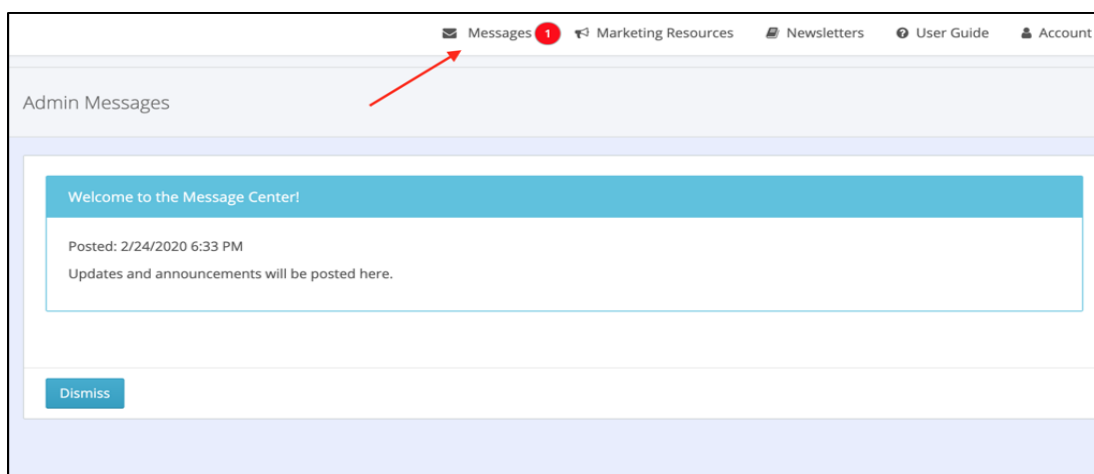 Messages 1 Marketing Resources Newsletters User Guide Account
Admin Messages
Welcome to the Message Center!
Posted: 2/24/2020 6:33 PM
Updates and announcements will be posted here.
Dismiss